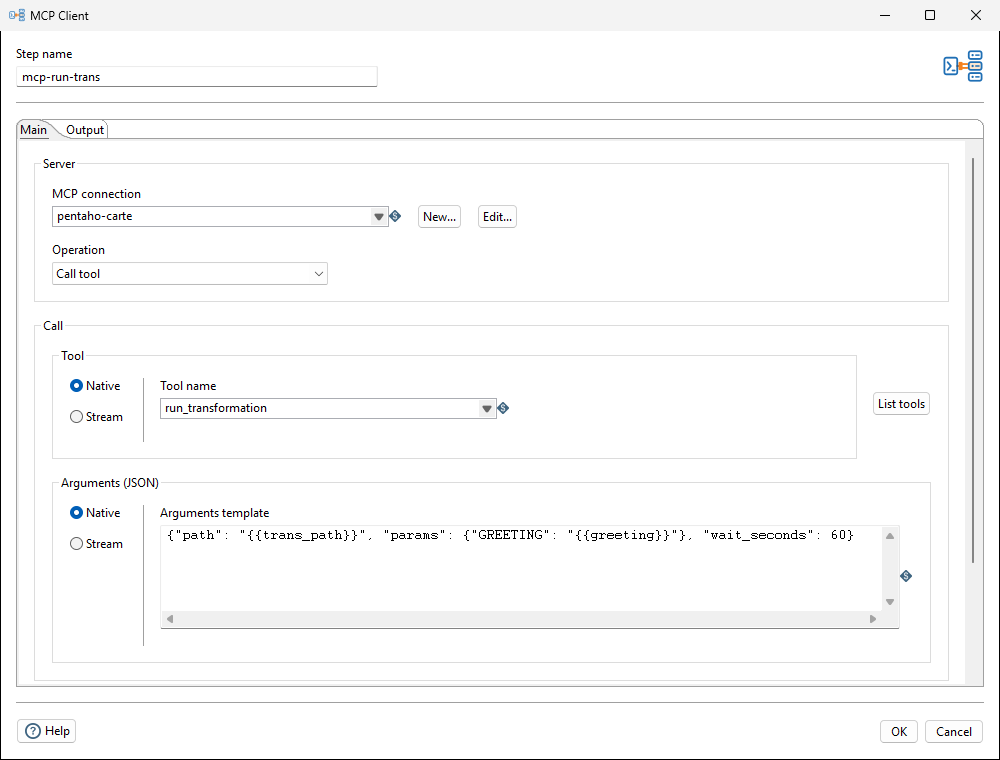 MCP Client
Step name
mcp-run-trans
Main
Output
Server
MCP connection
pentaho-carte
New...
Edit...
Operation
Call tool
Call
Tool
Native
Stream
Tool name
run_transformation
List tools
Arguments (JSON)
Native
Stream
Arguments template
{"path": "{{trans_path}}", "params": {"GREETING": "{{greeting}}"}, "wait_seconds": 60}
Help
OK
Cancel